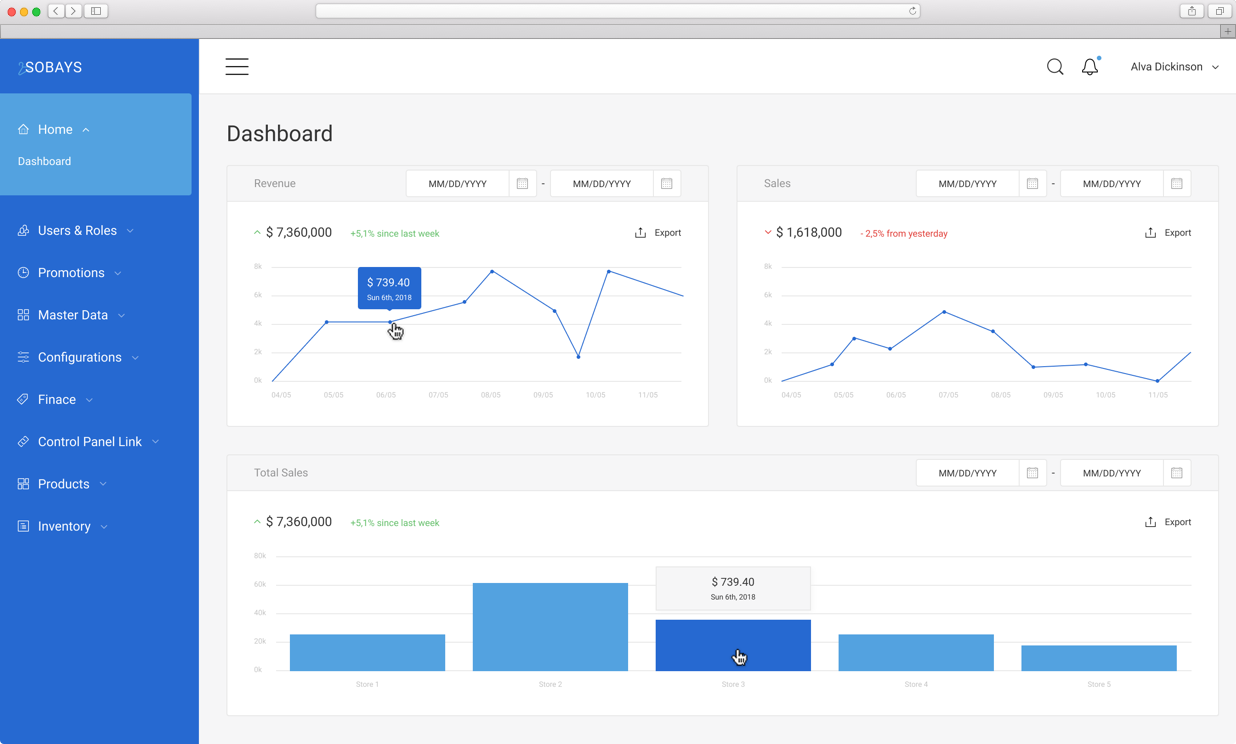 2SOBAYS
Alva Dickinson
Home
Dashboard
Users & Roles
Promotions
Master Data
Configurations
Finace
Control Panel Link
Products
Inventory
Dashboard
Revenue
MM/DD/YYYY - MM/DD/YYYY
$ 7,360,000 +5,1% since last week
Export
8k
6k
4k
2k
0k
$ 739.40
Sun 6th, 2018
04/05 05/05 06/05 07/05 08/05 09/05 10/05 11/05
Sales
MM/DD/YYYY - MM/DD/YYYY
$ 1,618,000 - 2,5% from yesterday
Export
8k
6k
4k
2k
0k
04/05 05/05 06/05 07/05 08/05 09/05 10/05 11/05
Total Sales
MM/DD/YYYY - MM/DD/YYYY
$ 7,360,000 +5,1% since last week
Export
80k
60k
40k
20k
0k
$ 739.40
Sun 6th, 2018
Store 1 Store 2 Store 3 Store 4 Store 5